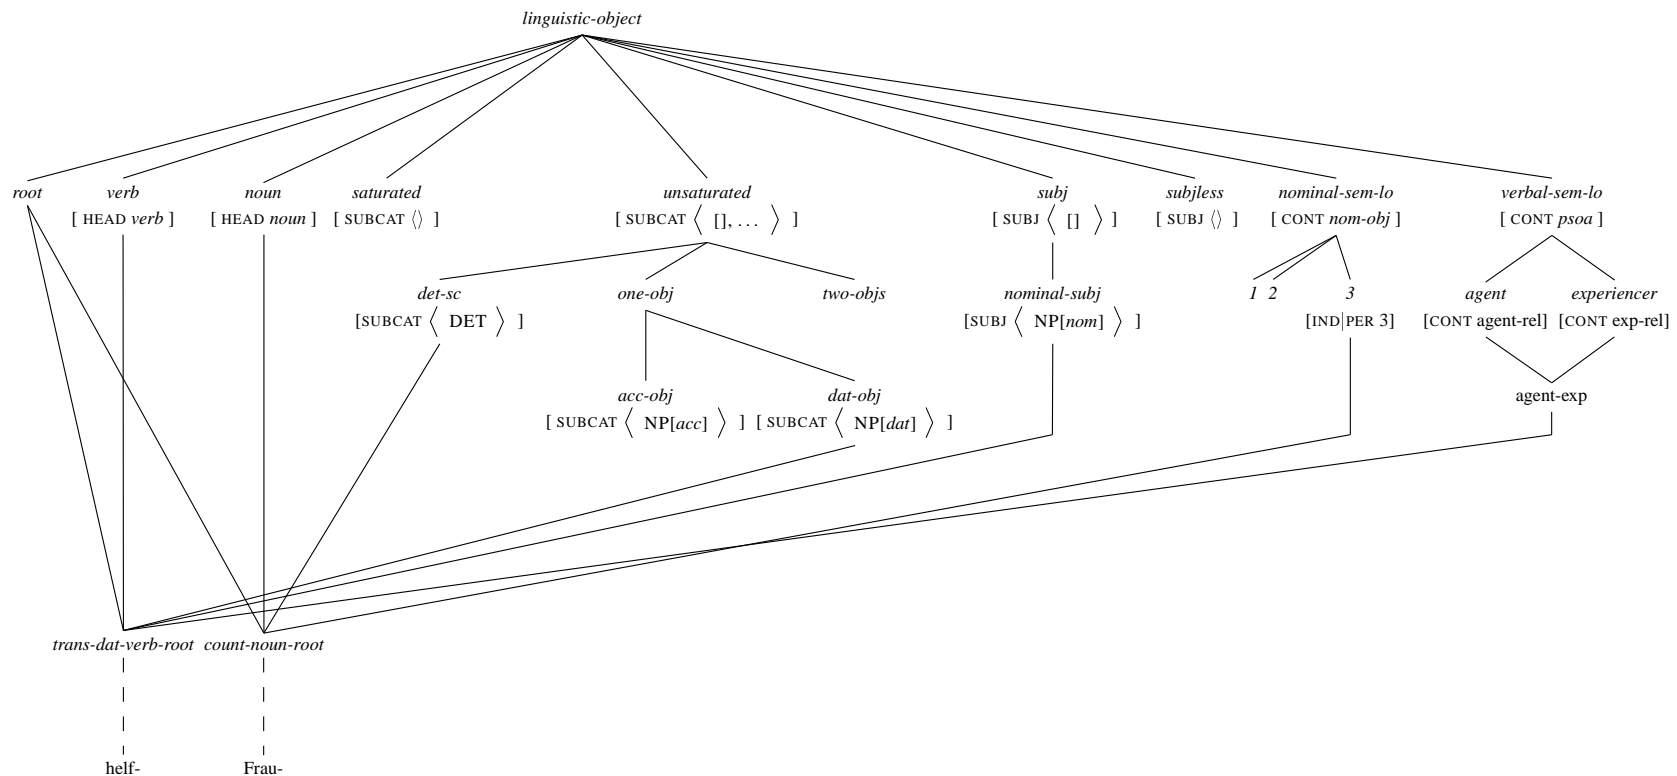 linguistic-object
root verb noun saturated unsaturated subj subjless nominal-sem-lo verbal-sem-lo
[ HEAD verb ] [ HEAD noun ] [ SUBCAT ⟨⟩ ] [ SUBCAT ⟨ [], … ⟩ ] [ SUBJ ⟨ [] ⟩ ] [ SUBJ ⟨⟩ ] [ CONT nom-obj ] [ CONT psoa ]
det-sc one-obj two-objs nominal-subj 1 2 3 agent experiencer
[SUBCAT ⟨ DET ⟩ ] [SUBJ ⟨ NP[nom] ⟩ ] [IND|PER 3] [CONT agent-rel] [CONT exp-rel]
acc-obj dat-obj agent-exp
[ SUBCAT ⟨ NP[acc] ⟩ ] [ SUBCAT ⟨ NP[dat] ⟩ ]
trans-dat-verb-root count-noun-root
helf- Frau-